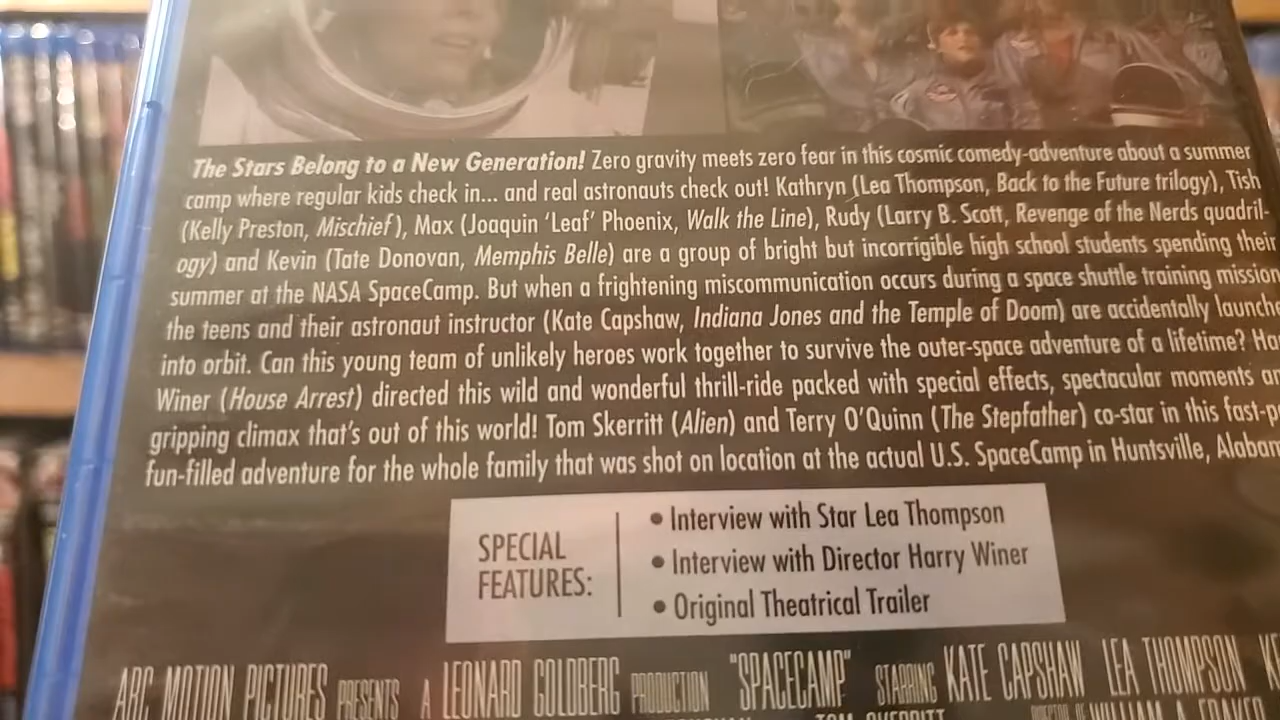 The Stars Belong to a New Generation! Zero gravity meets zero fear in this cosmic comedy-adventure about a summer
camp where regular kids check in... and real astronauts check out! Kathryn (Lea Thompson, Back to the Future trilogy), Tish
(Kelly Preston, Mischief), Max (Joaquin 'Leaf' Phoenix, Walk the Line), Rudy (Larry B. Scott, Revenge of the Nerds quadril-
ogy) and Kevin (Tate Donovan, Memphis Belle) are a group of bright but incorrigible high school students spending their
summer at the NASA SpaceCamp. But when a frightening miscommunication occurs during a space shuttle training mission
the teens and their astronaut instructor (Kate Capshaw, Indiana Jones and the Temple of Doom) are accidentally launche
into orbit. Can this young team of unlikely heroes work together to survive the outer-space adventure of a lifetime? Ha
Winer (House Arrest) directed this wild and wonderful thrill-ride packed with special effects, spectacular moments an
gripping climax that's out of this world! Tom Skerritt (Alien) and Terry O'Quinn (The Stepfather) co-star in this fast-p
fun-filled adventure for the whole family that was shot on location at the actual U.S. SpaceCamp in Huntsville, Alabam
SPECIAL
FEATURES:
• Interview with Star Lea Thompson
• Interview with Director Harry Winer
• Original Theatrical Trailer
ABC MOTION PICTURES PRESENTS A LEONARD GOLDBERG PRODUCTION "SPACECAMP" STARRING KATE CAPSHAW LEA THOMPSON KE
TOM SKERRITT DIRECTOR OF WILLIAM A. FRAKER